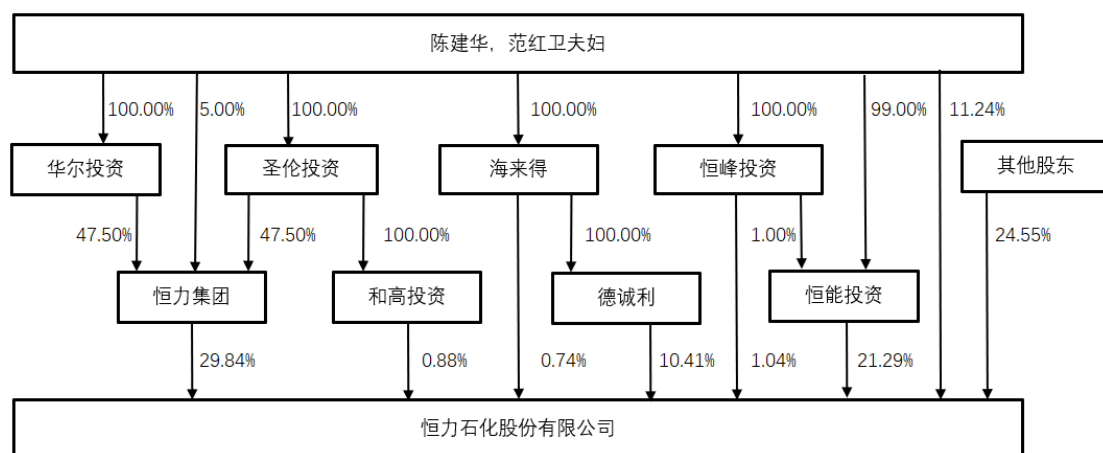 陈建华，范红卫夫妇
100.00%
5.00%
100.00%
100.00%
100.00%
99.00%
11.24%
华尔投资
圣伦投资
海来得
恒峰投资
其他股东
47.50%
47.50%
100.00%
100.00%
1.00%
24.55%
恒力集团
和高投资
德诚利
恒能投资
29.84%
0.88%
0.74%
10.41%
1.04%
21.29%
恒力石化股份有限公司